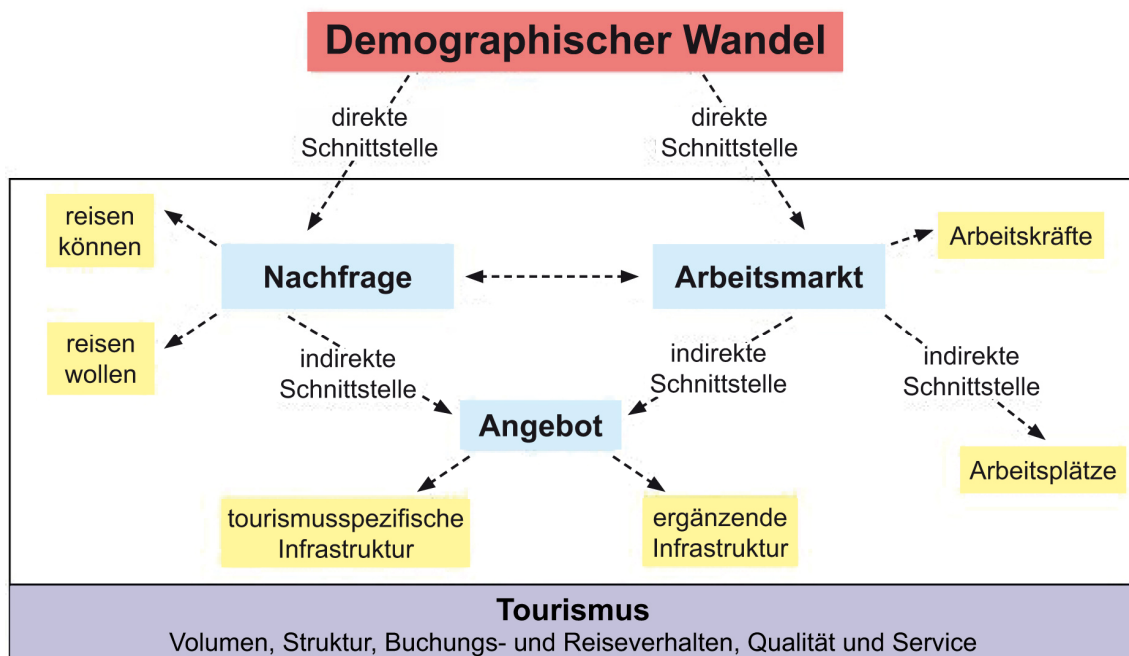 Demographischer Wandel
direkte
Schnittstelle
direkte
Schnittstelle
reisen
können
Arbeitskräfte
Nachfrage
Arbeitsmarkt
reisen
wollen
indirekte
Schnittstelle
indirekte
Schnittstelle
indirekte
Schnittstelle
Angebot
Arbeitsplätze
tourismusspezifische
Infrastruktur
ergänzende
Infrastruktur
Tourismus
Volumen, Struktur, Buchungs- und Reiseverhalten, Qualität und Service